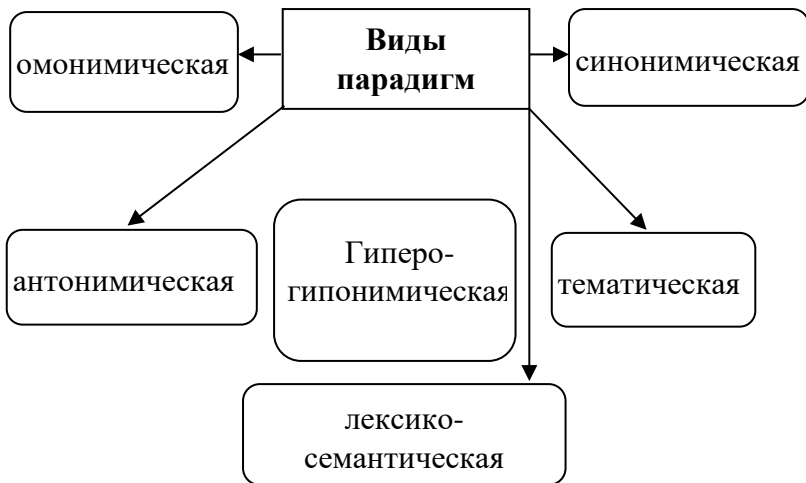 Виды
парадигм
омонимическая
синонимическая
антонимическая
Гиперо-
гипонимическая
тематическая
лексико-
семантическая